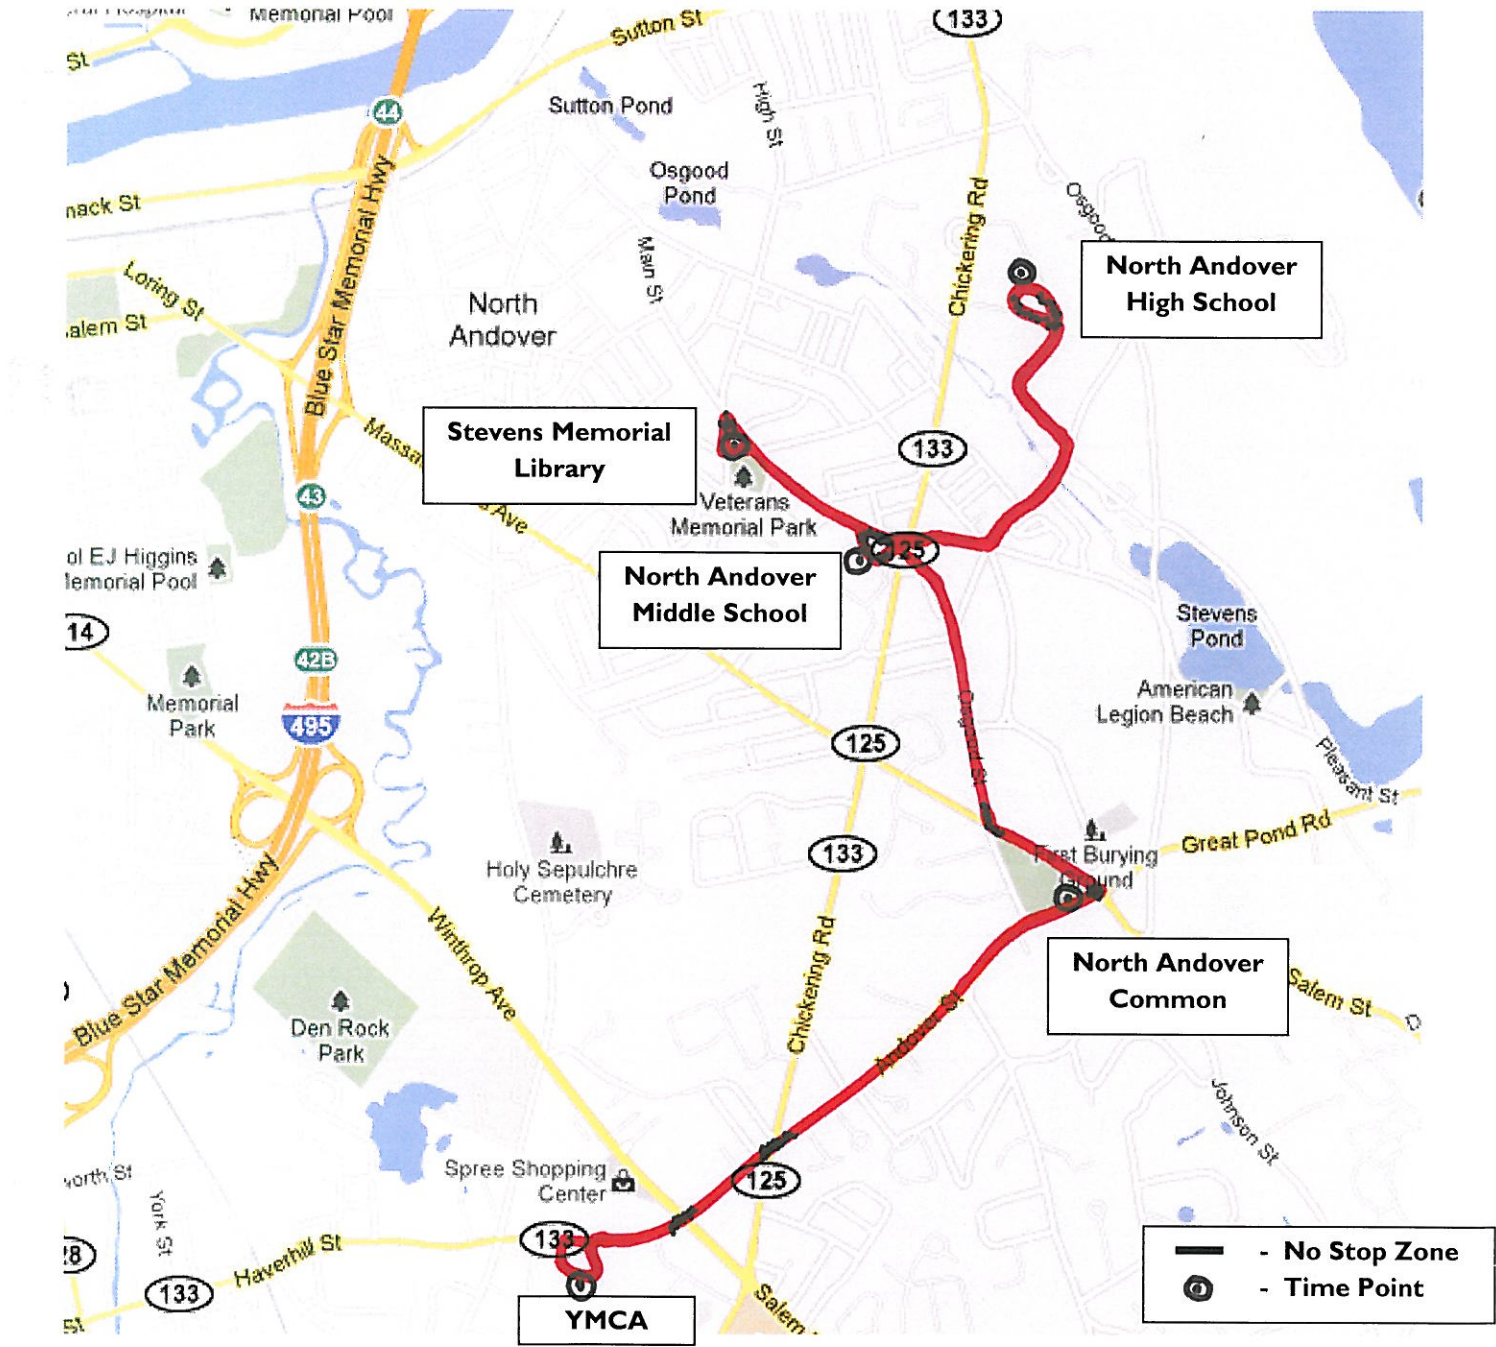 Memorial Pool
St
Sutton St
133
44
Sutton Pond
High St
Osgood
Pond
mack St
Blue Star Memorial Hwy
Chickering Rd
Osgood
Main St
North Andover
High School
Loring St
alem St
North
Andover
Stevens Memorial
Library
Massa
s Ave
133
43
Veterans
Memorial Park
125
ol EJ Higgins
Memorial Pool
North Andover
Middle School
14
42B
Stevens
Pond
Memorial
Park
495
American
Legion Beach
125
Osgood St
Pleasant St
Great Pond Rd
133
First Burying
Ground
Holy Sepulchre
Cemetery
Blue Star Memorial Hwy
Winthrop Ave
Chickering Rd
North Andover
Common
Salem St
Andover St
Den Rock
Park
Johnson St
Spree Shopping
Center
125
worth St
York St
133
28
Haverhill St
133
St
YMCA
Salem
- No Stop Zone
- Time Point